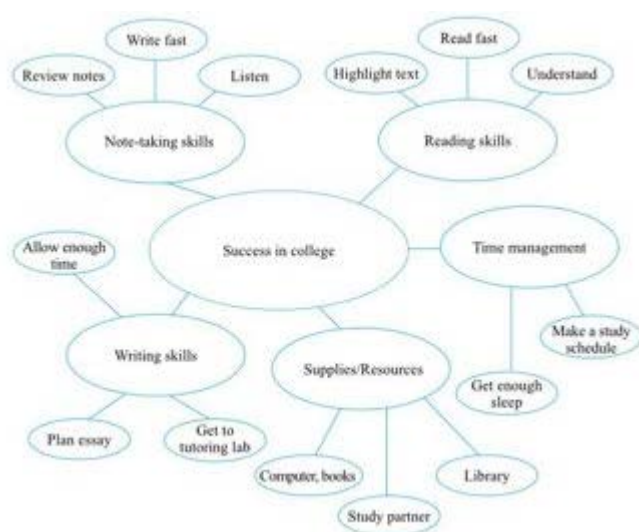 Write fast
Read fast
Review notes
Listen
Highlight text
Understand
Note-taking skills
Reading skills
Success in college
Time management
Allow enough
time
Writing skills
Supplies/Resources
Make a study
schedule
Get enough
sleep
Plan essay
Get to
tutoring lab
Computer, books
Library
Study partner